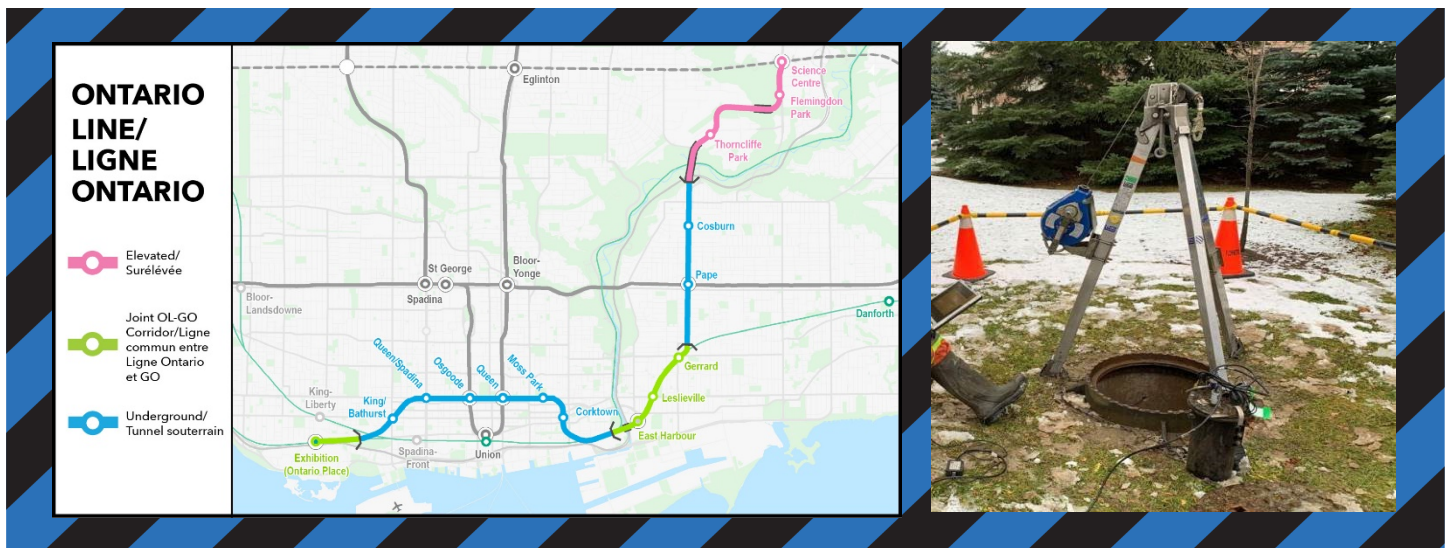 ONTARIO
LINE/
LIGNE
ONTARIO
Elevated/
Surélévée
Joint OL-GO
Corridor/Ligne
commun entre
Ligne Ontario
et GO
Underground/
Tunnel souterrain
Eglinton
Science
Centre
Flemingdon
Park
Thorncliffe
Park
Cosburn
Pape
St George
Spadina
Bloor-
Yonge
Bloor-
Landsdowne
Danforth
Gerrard
Leslieville
East Harbour
Corktown
Moss Park
Queen
Osgoode
Queen/Spadina
King/
Bathurst
King-
Liberty
Exhibition
(Ontario Place)
Spadina-
Front
Union